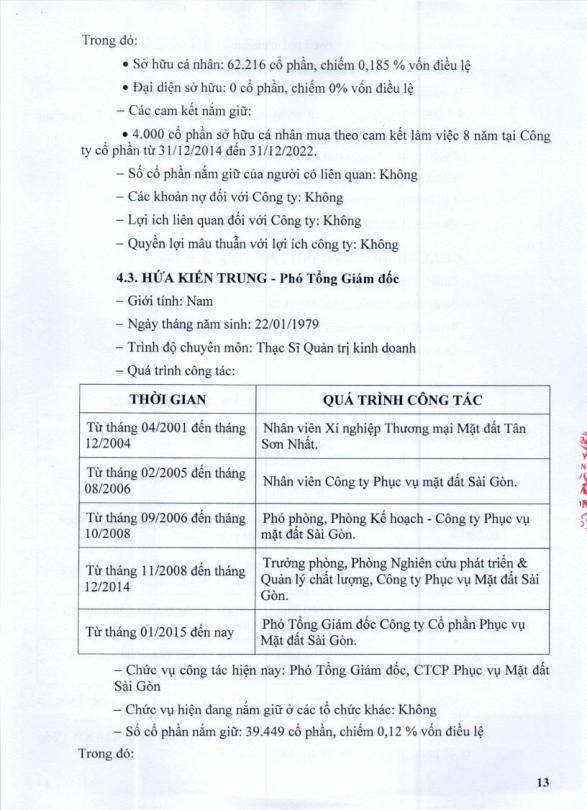 Trong đó:
• Sở hữu cá nhân: 62.216 cổ phần, chiếm 0,185 % vốn điều lệ
• Đại diện sở hữu: 0 cổ phần, chiếm 0% vốn điều lệ
– Các cam kết nắm giữ:
• 4.000 cổ phần sở hữu cá nhân mua theo cam kết làm việc 8 năm tại Công
ty cổ phần từ 31/12/2014 đến 31/12/2022.
– Số cổ phần nắm giữ của người có liên quan: Không
– Các khoản nợ đối với Công ty: Không
– Lợi ích liên quan đối với Công ty: Không
– Quyền lợi mâu thuẫn với lợi ích công ty: Không
4.3. HỨA KIẾN TRUNG - Phó Tổng Giám đốc
– Giới tính: Nam
– Ngày tháng năm sinh: 22/01/1979
– Trình độ chuyên môn: Thạc Sĩ Quản trị kinh doanh
– Quá trình công tác:
THỜI GIAN
QUÁ TRÌNH CÔNG TÁC
Từ tháng 04/2001 đến tháng
12/2004
Nhân viên Xí nghiệp Thương mại Mặt đất Tân
Sơn Nhất.
Từ tháng 02/2005 đến tháng
08/2006
Nhân viên Công ty Phục vụ mặt đất Sài Gòn.
Từ tháng 09/2006 đến tháng
10/2008
Phó phòng, Phòng Kế hoạch - Công ty Phục vụ
mặt đất Sài Gòn.
Từ tháng 11/2008 đến tháng
12/2014
Trưởng phòng, Phòng Nghiên cứu phát triển &
Quản lý chất lượng, Công ty Phục vụ Mặt đất Sài
Gòn.
Từ tháng 01/2015 đến nay
Phó Tổng Giám đốc Công ty Cổ phần Phục vụ
Mặt đất Sài Gòn.
– Chức vụ công tác hiện nay: Phó Tổng Giám đốc, CTCP Phục vụ Mặt đất
Sài Gòn
– Chức vụ hiện đang nắm giữ ở các tổ chức khác: Không
– Số cổ phần nắm giữ: 39.449 cổ phần, chiếm 0,12 % vốn điều lệ
Trong đó:
13